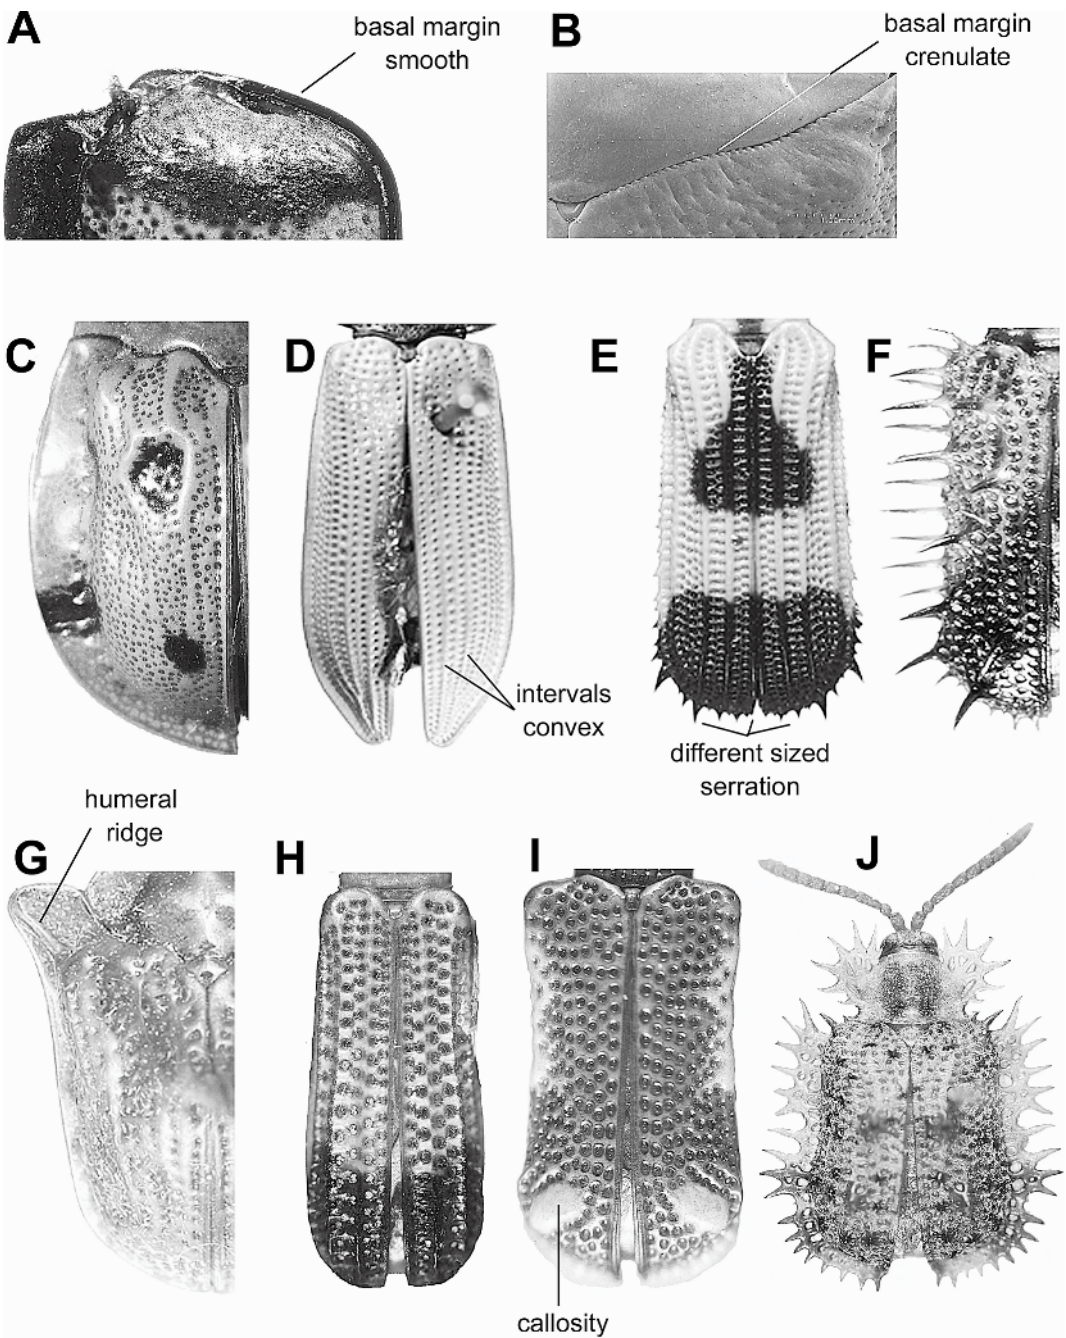 A
basal margin
smooth
B
basal margin
crenulate
C
D
E
F
intervals
convex
different sized
serration
humeral
ridge
G
H
I
J
callosity